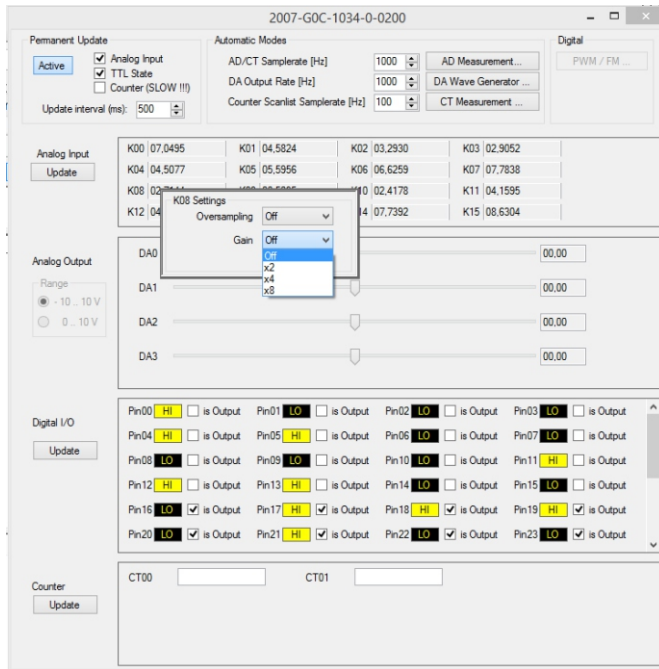 2007-G0C-1034-0-0200
Permanent Update
Active
Analog Input
TTL State
Counter (SLOW !!!)
Update interval (ms): 500
Automatic Modes
AD/CT Samplerate [Hz] 1000 AD Measurement...
DA Output Rate [Hz] 1000 DA Wave Generator ...
Counter Scanlist Samplerate [Hz] 100 CT Measurement ...
Digital
PWM / FM ...
Analog Input
Update
K00 07,0495 K01 04,5824 K02 03,2930 K03 02,9052
K04 04,5077 K05 05,5956 K06 06,6259 K07 07,7838
K08 02,4178 K11 04,1595
K12 04 07,7392 K15 08,6304
K08 Settings
Oversampling Off
Gain Off
Off
x2
x4
x8
Analog Output
Range
- 10 .. 10 V
0 .. 10 V
DA0 00,00
DA1 00,00
DA2 00,00
DA3 00,00
Digital I/O
Update
Pin00 HI is Output Pin01 LO is Output Pin02 LO is Output Pin03 LO is Output
Pin04 HI is Output Pin05 HI is Output Pin06 LO is Output Pin07 LO is Output
Pin08 LO is Output Pin09 LO is Output Pin10 LO is Output Pin11 HI is Output
Pin12 HI is Output Pin13 HI is Output Pin14 LO is Output Pin15 LO is Output
Pin16 LO is Output Pin17 HI is Output Pin18 HI is Output Pin19 HI is Output
Pin20 LO is Output Pin21 HI is Output Pin22 LO is Output Pin23 LO is Output
Counter
Update
CT00 CT01